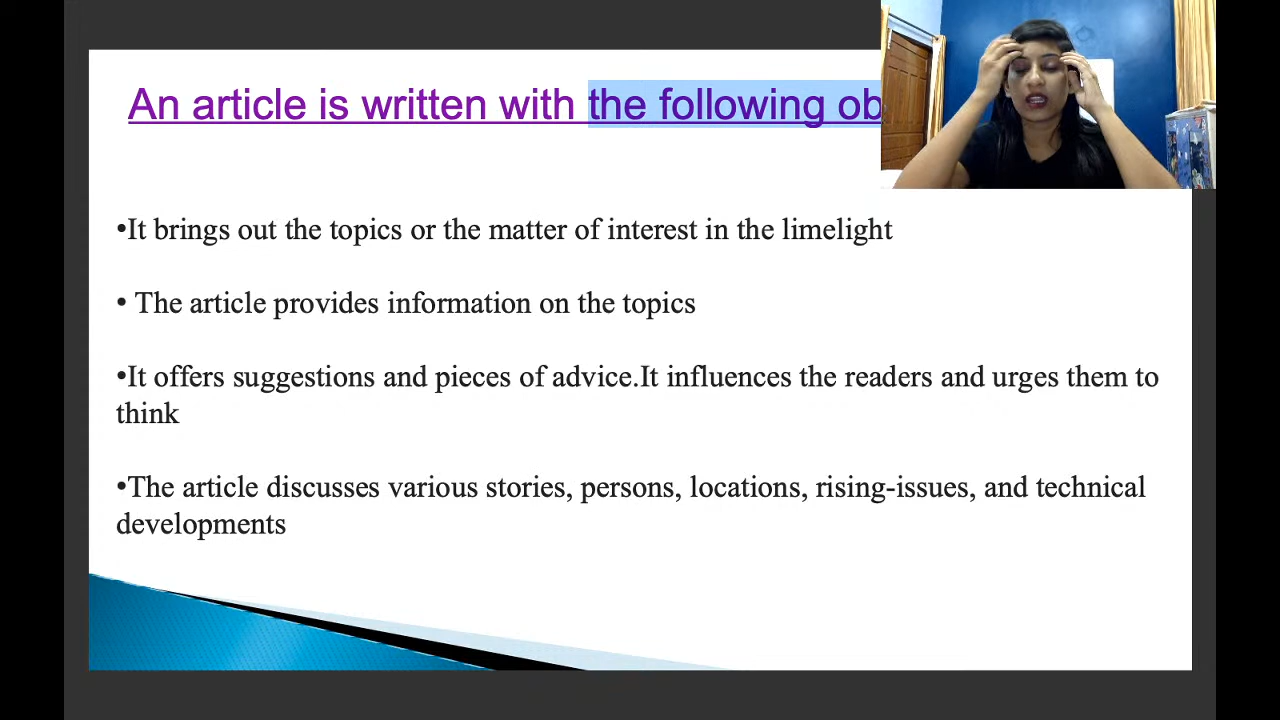 An article is written with the following ob
•It brings out the topics or the matter of interest in the limelight
• The article provides information on the topics
•It offers suggestions and pieces of advice.It influences the readers and urges them to
think
•The article discusses various stories, persons, locations, rising-issues, and technical
developments